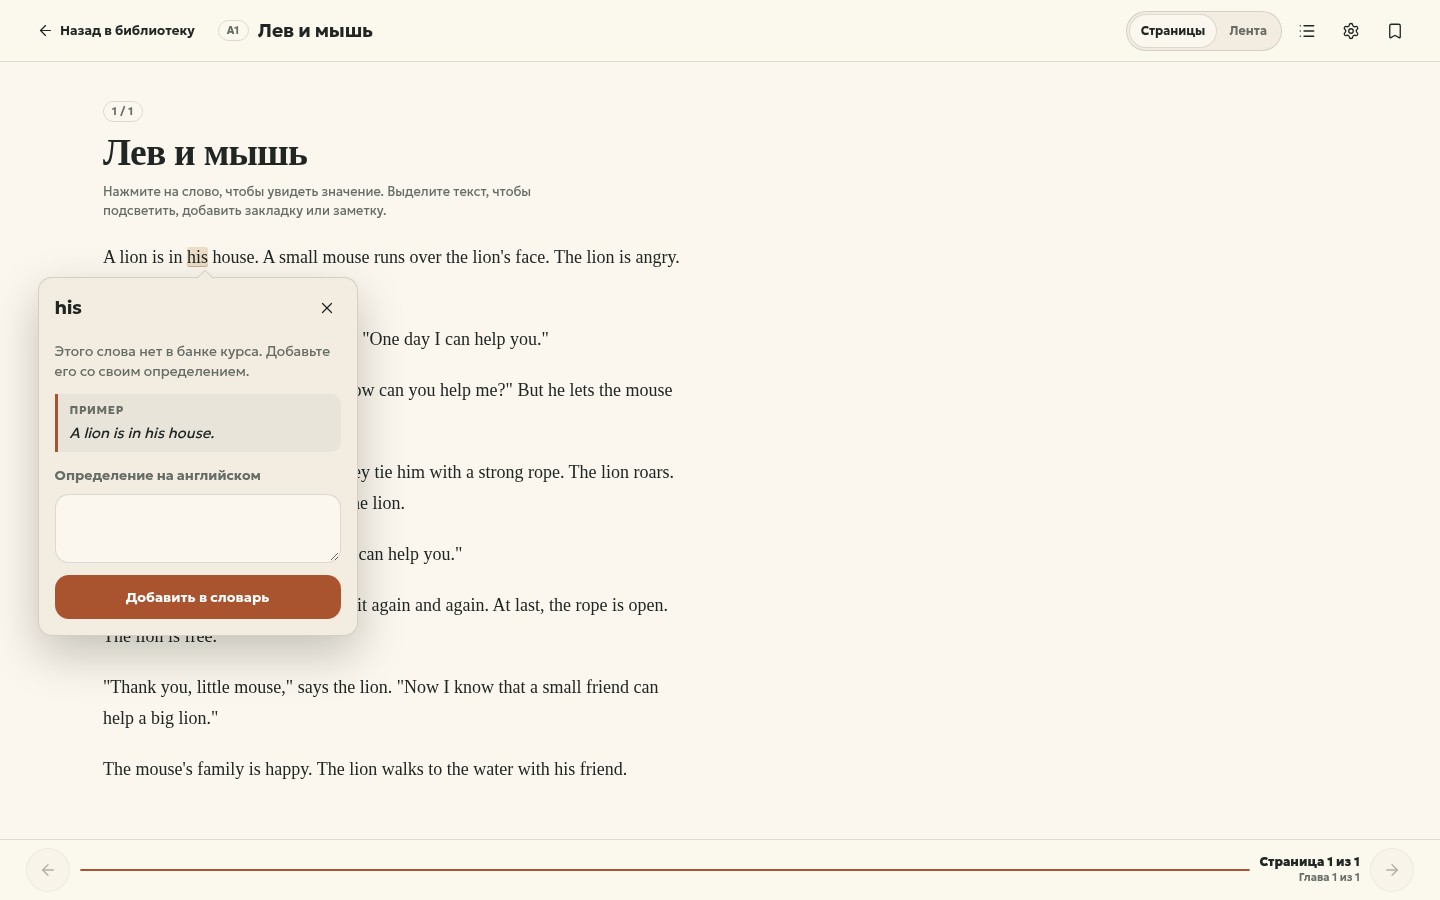 Назад в библиотеку
A1
Лев и мышь
Страницы
Лента
1 / 1
Лев и мышь
Нажмите на слово, чтобы увидеть значение. Выделите текст, чтобы
подсветить, добавить закладку или заметку.
A lion is in his house. A small mouse runs over the lion's face. The lion is angry.
his
Этого слова нет в банке курса. Добавьте
его со своим определением.
ПРИМЕР
A lion is in his house.
Определение на английском
Добавить в словарь
"One day I can help you."
can you help me?" But he lets the mouse
tie him with a strong rope. The lion roars.
lion.
can help you."
it again and again. At last, the rope is open.
The lion is free.
"Thank you, little mouse," says the lion. "Now I know that a small friend can
help a big lion."
The mouse's family is happy. The lion walks to the water with his friend.
Страница 1 из 1
Глава 1 из 1